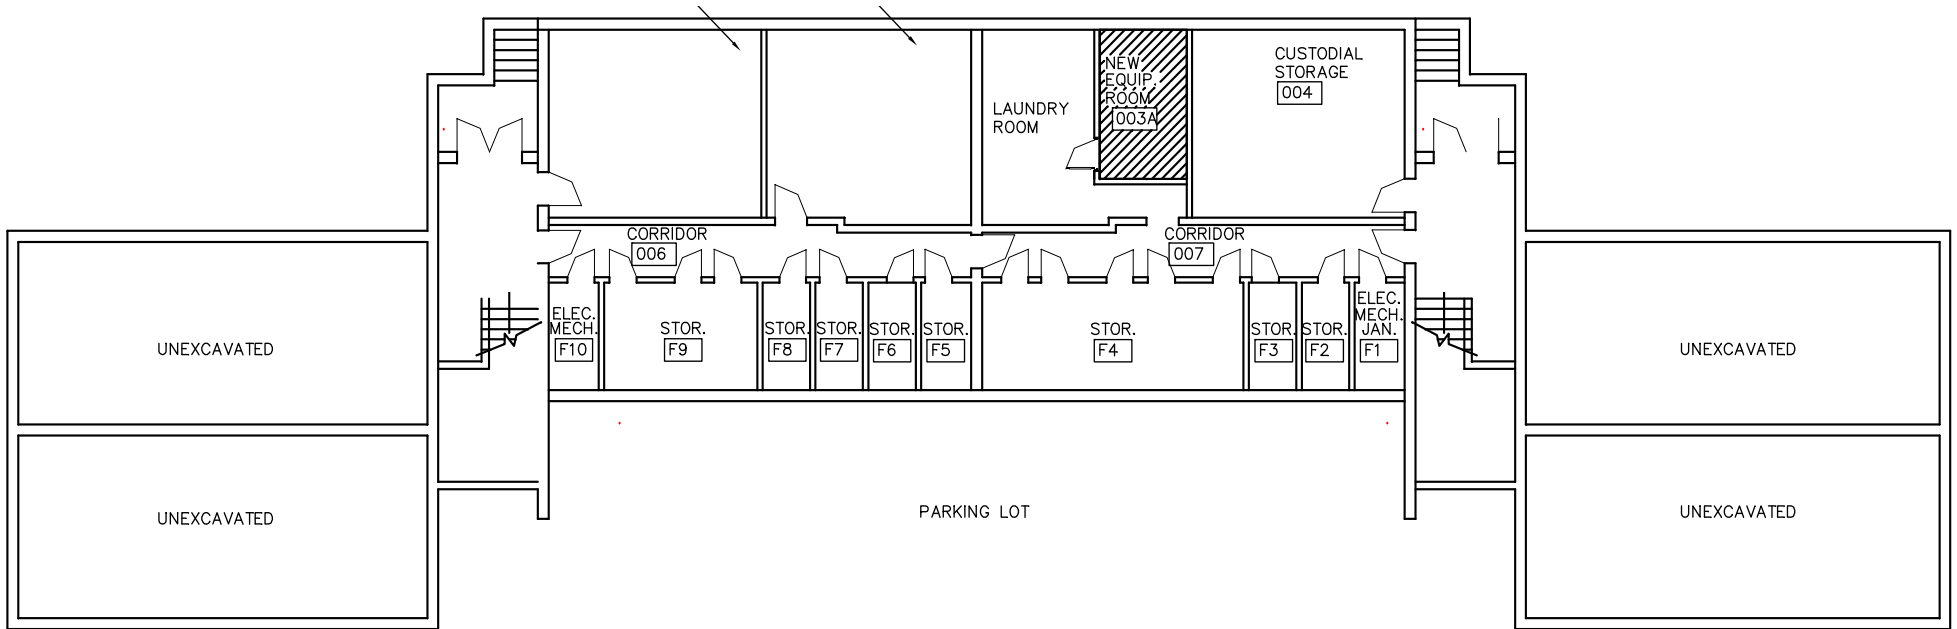 CUSTODIAL
STORAGE
004
NEW
EQUIP.
ROOM
003A
LAUNDRY
ROOM
CORRIDOR
006
CORRIDOR
007
ELEC.
MECH.
F10
STOR.
F9
STOR.
F8
STOR.
F7
STOR.
F6
STOR.
F5
STOR.
F4
STOR.
F3
STOR.
F2
ELEC.
MECH.
JAN.
F1
UNEXCAVATED
UNEXCAVATED
UNEXCAVATED
PARKING LOT
UNEXCAVATED